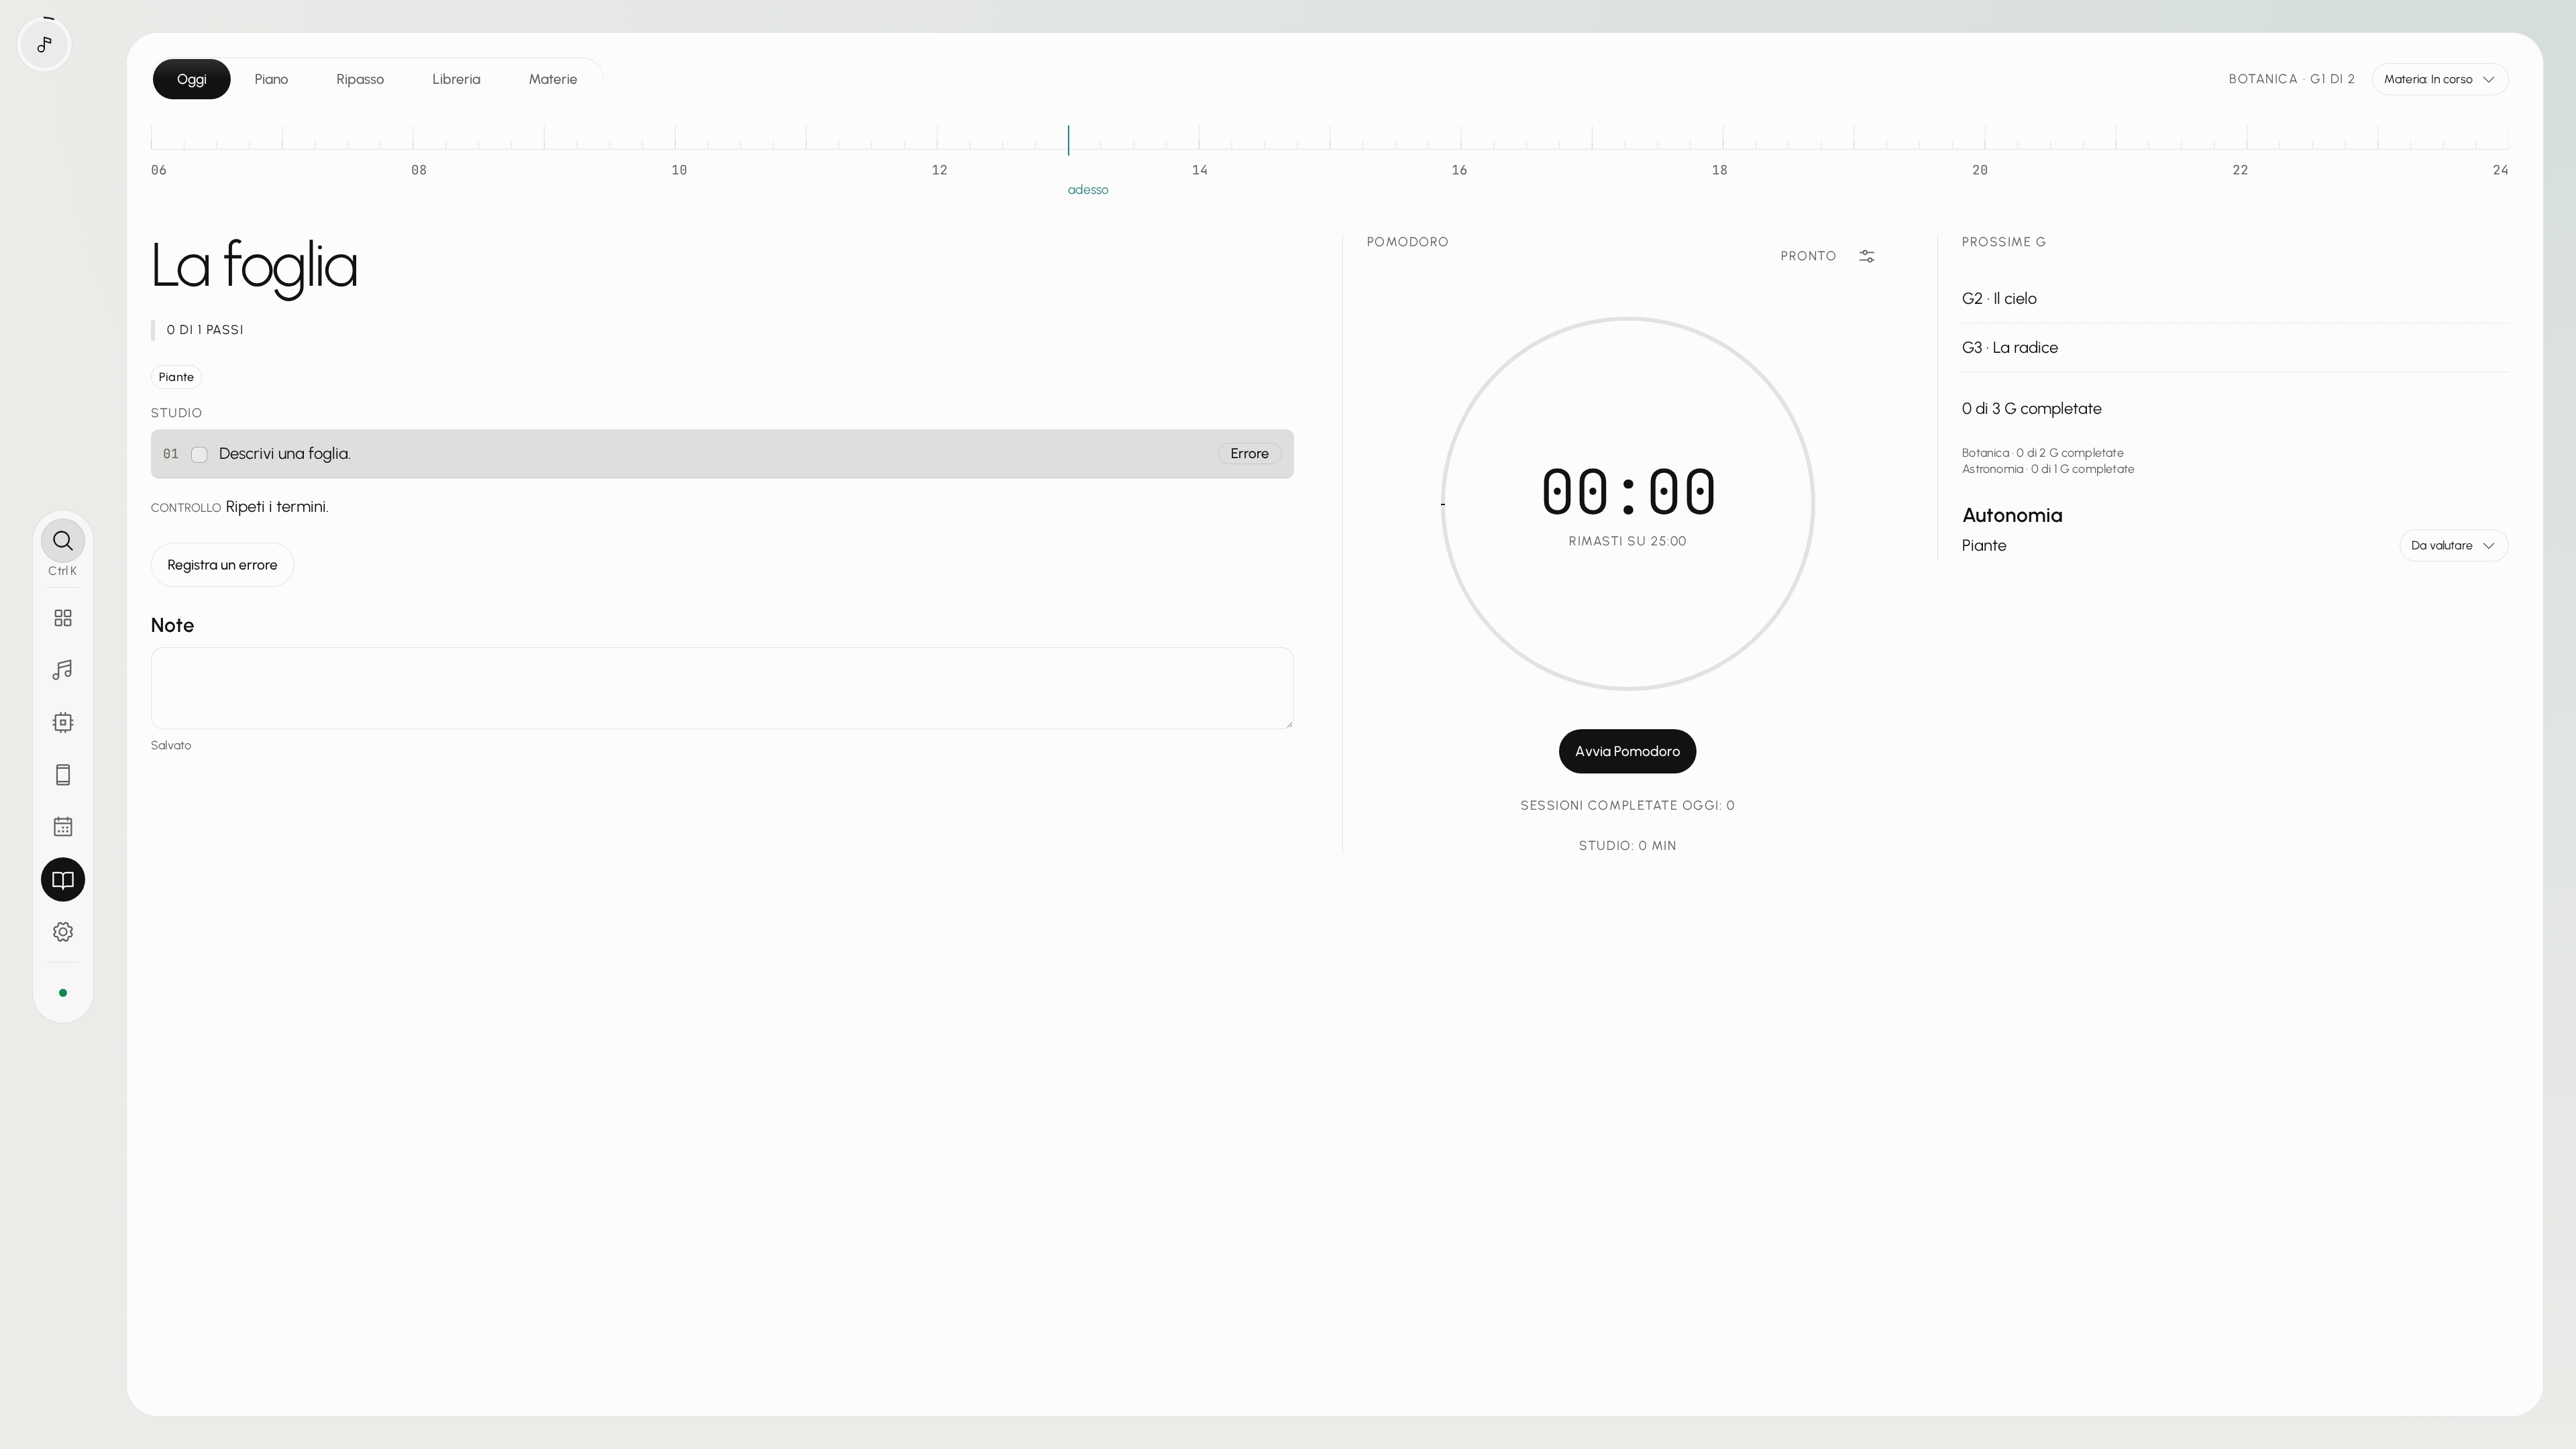 Oggi
Piano
Ripasso
Libreria
Materie
BOTANICA · G1 DI 2
Materia: In corso
06
08
10
12
14
16
18
20
22
24
adesso
La foglia
0 DI 1 PASSI
Piante
STUDIO
01 Descrivi una foglia.
Errore
CONTROLLO Ripeti i termini.
Registra un errore
Note
Salvato
POMODORO
PRONTO
00:00
RIMASTI SU 25:00
Avvia Pomodoro
SESSIONI COMPLETATE OGGI: 0
STUDIO: 0 MIN
PROSSIME G
G2 · Il cielo
G3 · La radice
0 di 3 G completate
Botanica · 0 di 2 G completate
Astronomia · 0 di 1 G completate
Autonomia
Piante
Da valutare
Ctrl K